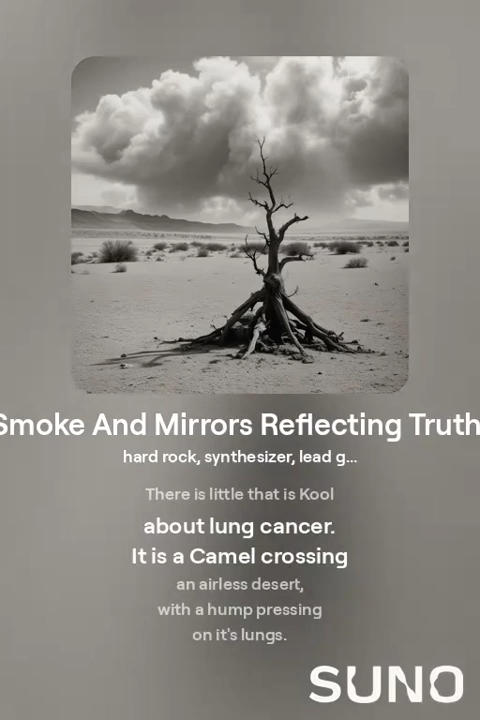 Smoke And Mirrors Reflecting Truth
hard rock, synthesizer, lead g...
There is little that is Kool
about lung cancer.
It is a Camel crossing
an airless desert,
with a hump pressing
on it's lungs.
SUNO